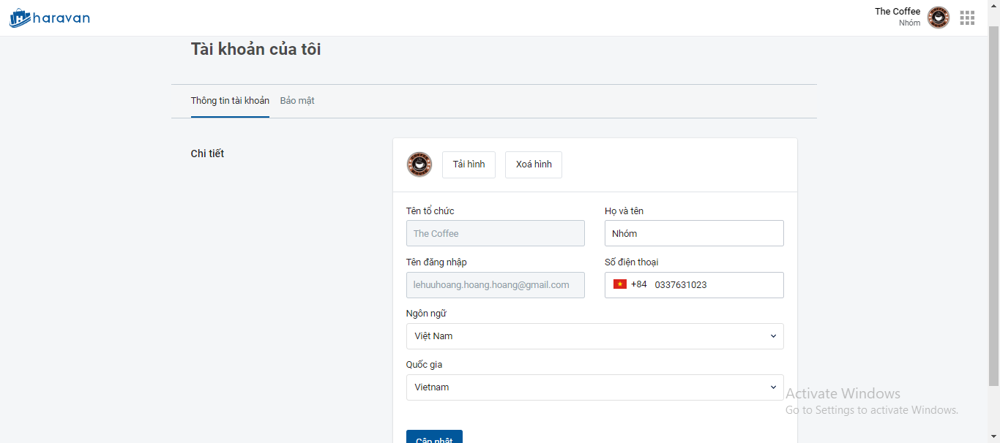 haravan
The Coffee
Nhóm
Tài khoản của tôi
Thông tin tài khoản Bảo mật
Chi tiết
Tải hình Xoá hình
Tên tổ chức Họ và tên
The Coffee Nhóm
Tên đăng nhập Số điện thoại
lehuuhoang.hoang.hoang@gmail.com +84 0337631023
Ngôn ngữ
Việt Nam
Quốc gia
Vietnam
Activate Windows
Go to Settings to activate Windows.
Cập nhật